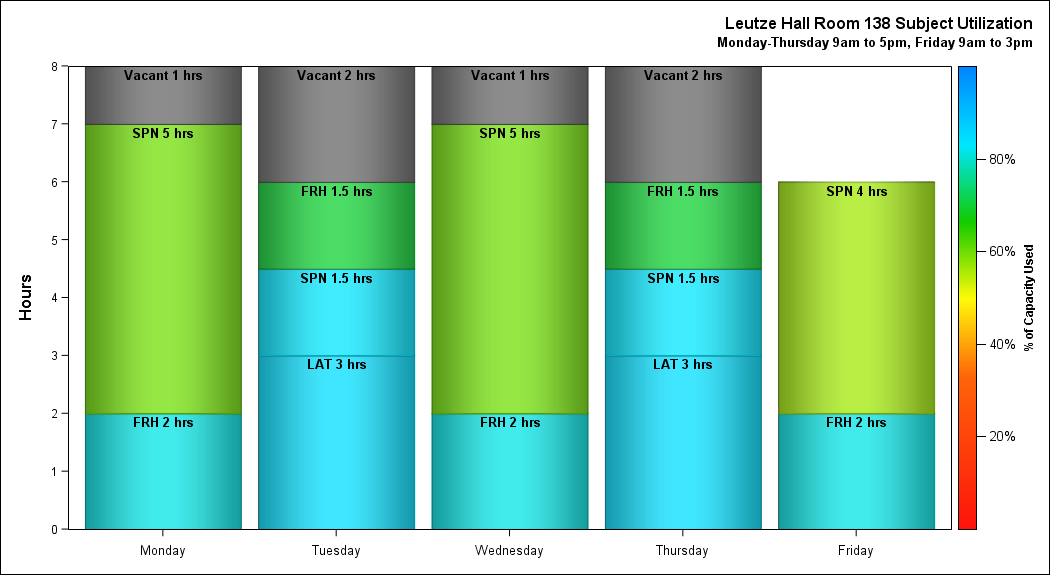 Leutze Hall Room 138 Subject Utilization
Monday-Thursday 9am to 5pm, Friday 9am to 3pm
Hours
8
7
6
5
4
3
2
1
0
Vacant 1 hrs
SPN 5 hrs
FRH 2 hrs
Vacant 2 hrs
FRH 1.5 hrs
SPN 1.5 hrs
LAT 3 hrs
Vacant 1 hrs
SPN 5 hrs
FRH 2 hrs
Vacant 2 hrs
FRH 1.5 hrs
SPN 1.5 hrs
LAT 3 hrs
SPN 4 hrs
FRH 2 hrs
Monday
Tuesday
Wednesday
Thursday
Friday
80%
60%
40%
20%
% of Capacity Used